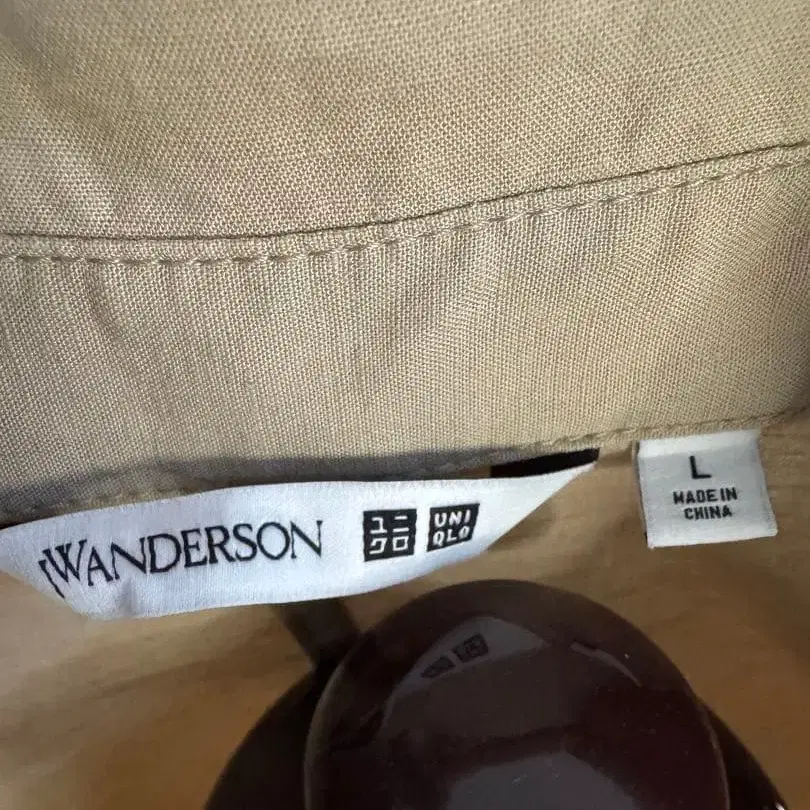 JWANDERSON
ユニ
クロ
UNI
QLO
L
MADE IN
CHINA